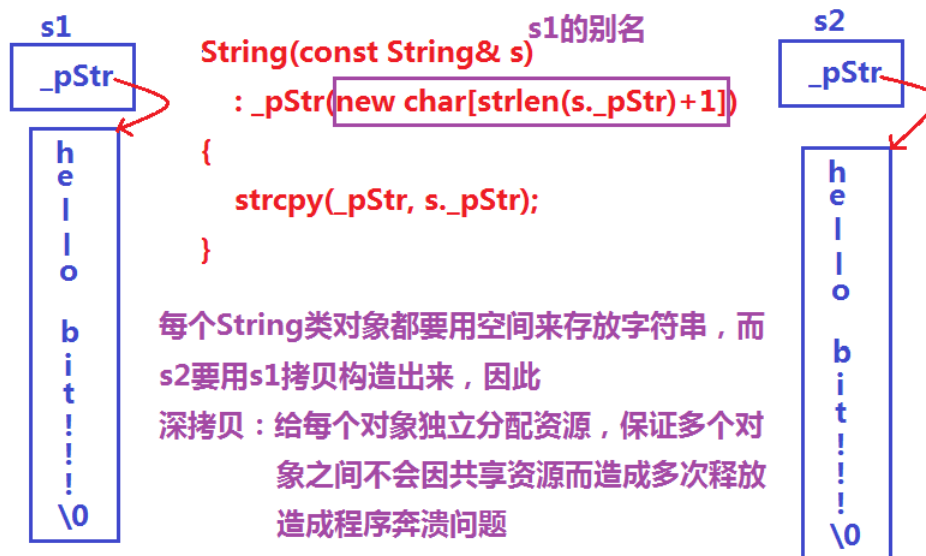 s1
_pStr
h
e
l
l
o
b
i
t
!
!
!
\0
s1的别名
String(const String& s)
: _pStr(new char[strlen(s._pStr)+1])
{
strcpy(_pStr, s._pStr);
}
每个String类对象都要用空间来存放字符串，而
s2要用s1拷贝构造出来，因此
深拷贝：给每个对象独立分配资源，保证多个对
象之间不会因共享资源而造成多次释放
造成程序奔溃问题
s2
_pStr
h
e
l
l
o
b
i
t
!
!
!
\0